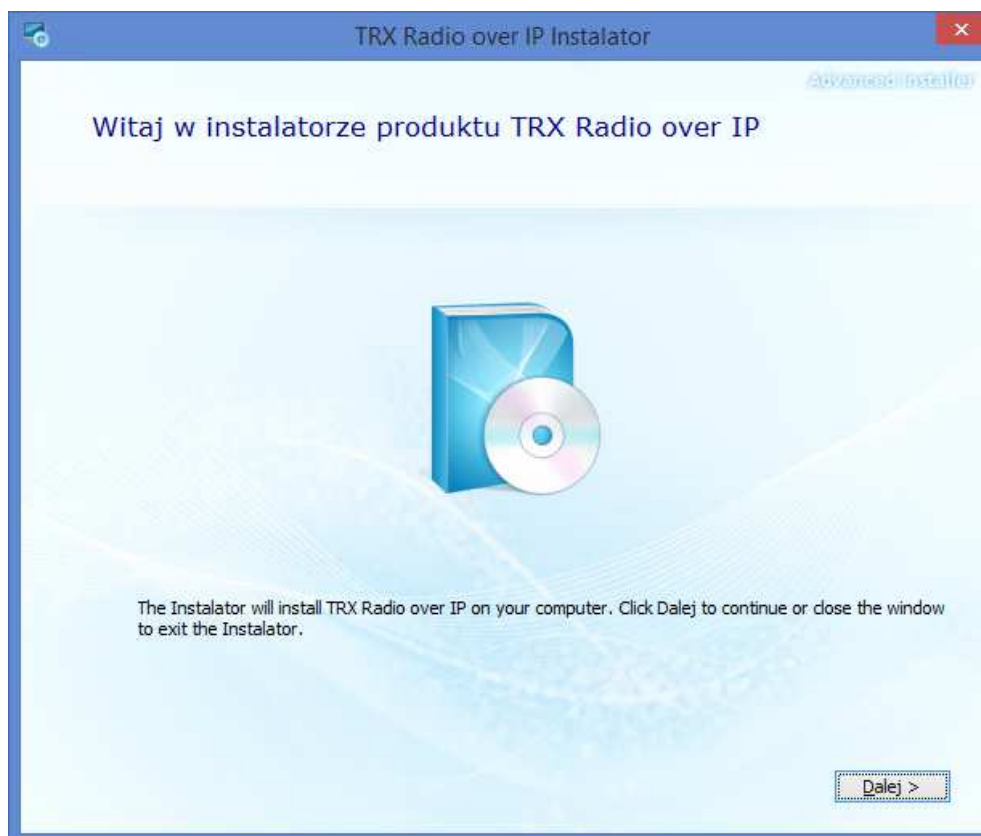 TRX Radio over IP Instalator
Advanced Installer
Witaj w instalatorze produktu TRX Radio over IP
The Instalator will install TRX Radio over IP on your computer. Click Dalej to continue or close the window
to exit the Instalator.
Dalej >